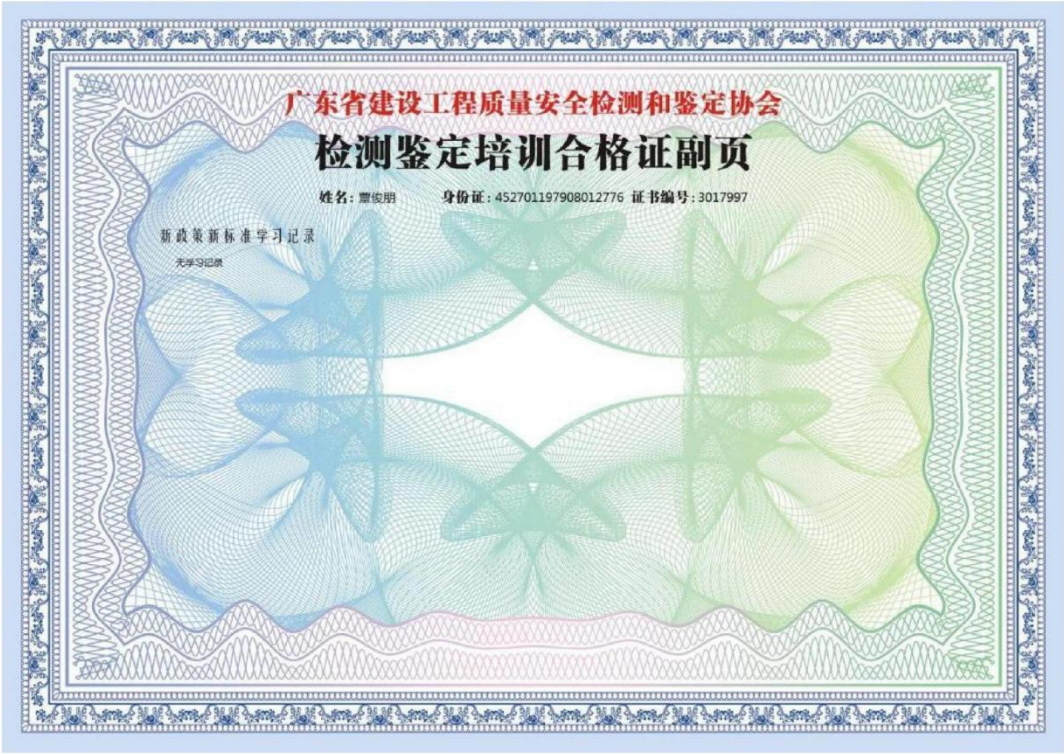 广东省建设工程质量安全检测和鉴定协会
检测鉴定培训合格证副页
姓名: 覃俊朋 身份证: 452701197908012776 证书编号: 3017997
新政策新标准学习记录
无学习记录